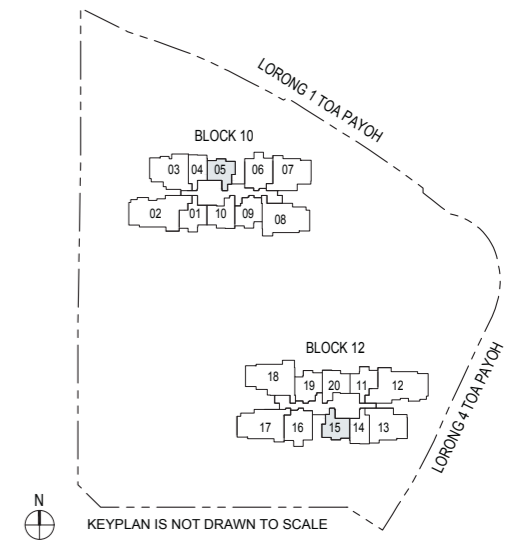 LORONG 1 TOA PAYOH
BLOCK 10
03 04 05 06 07
02 01 10 09 08
BLOCK 12
18 19 20 11 12
17 16 15 14 13
LORONG 4 TOA PAYOH
N
KEYPLAN IS NOT DRAWN TO SCALE